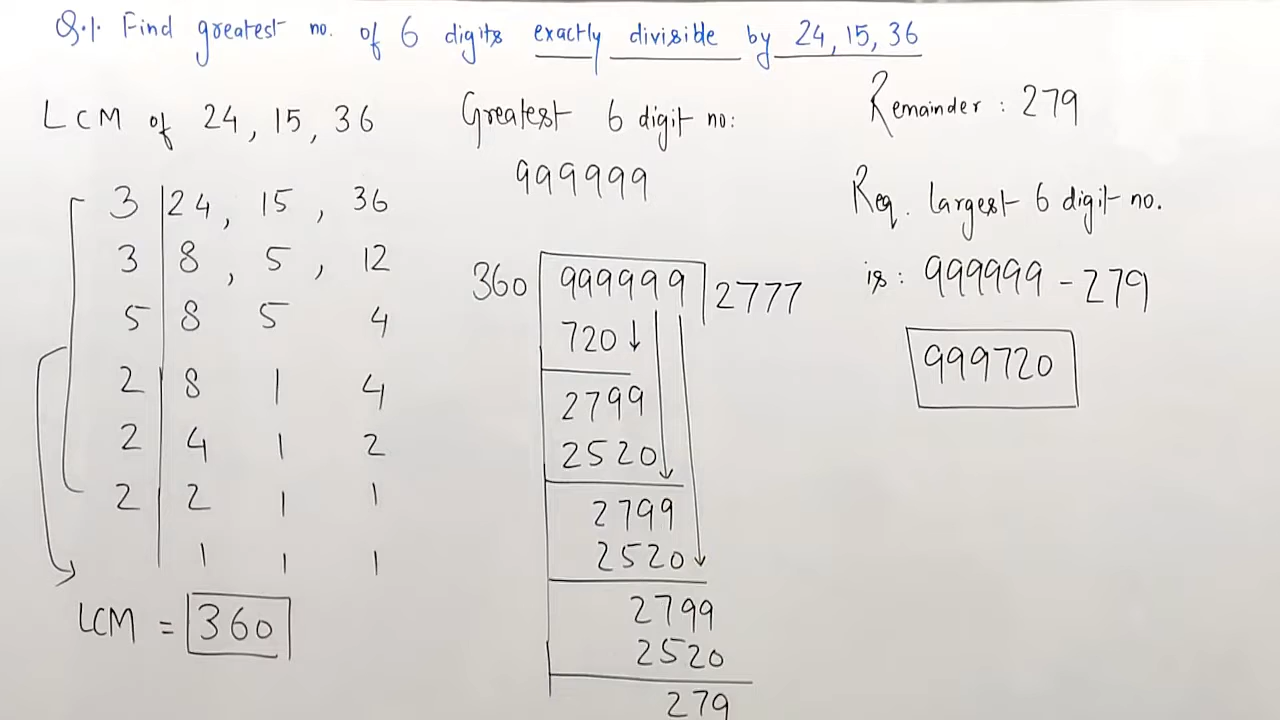 Q.1. Find greatest no. of 6 digits exactly divisible by 24, 15, 36
LCM of 24, 15, 36
3 | 24, 15, 36
3 | 8, 5, 12
5 | 8 5 4
2 | 8 1 4
2 | 4 1 2
2 | 2 1 1
1 1 1
LCM = 360
Greatest 6 digit no:
999999
360 999999 2777
720
2799
2520
2799
2520
2799
2520
279
Remainder: 279
Req. largest 6 digit no.
is: 999999 - 279
999720